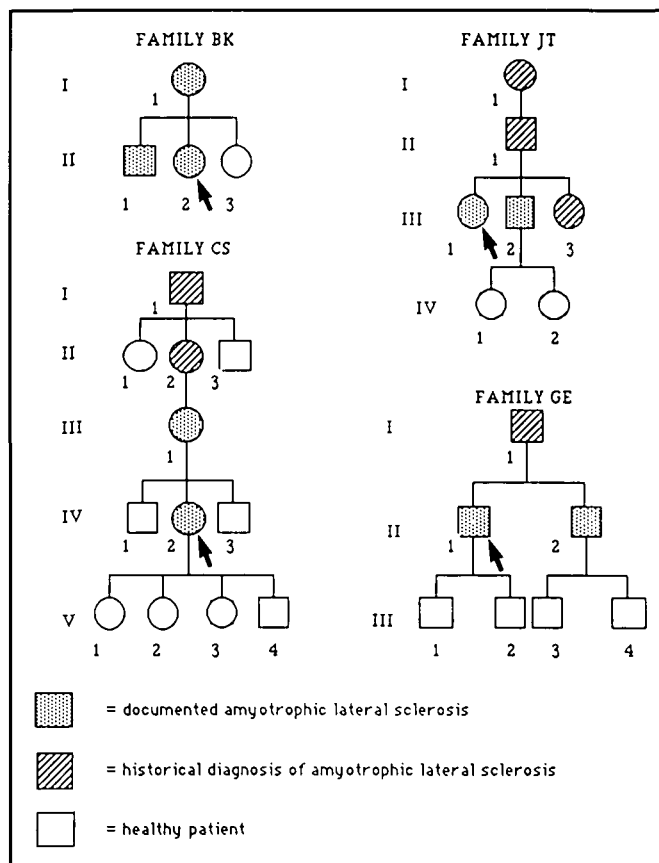 FAMILY BK
I
1
II
1 2 3
FAMILY CS
I
1
II
1 2 3
III
1
IV
1 2 3
V
1 2 3 4
FAMILY JT
I
1
II
1
III
1 2 3
IV
1 2
FAMILY GE
I
1
II
1 2
III
1 2 3 4
= documented amyotrophic lateral sclerosis
= historical diagnosis of amyotrophic lateral sclerosis
= healthy patient